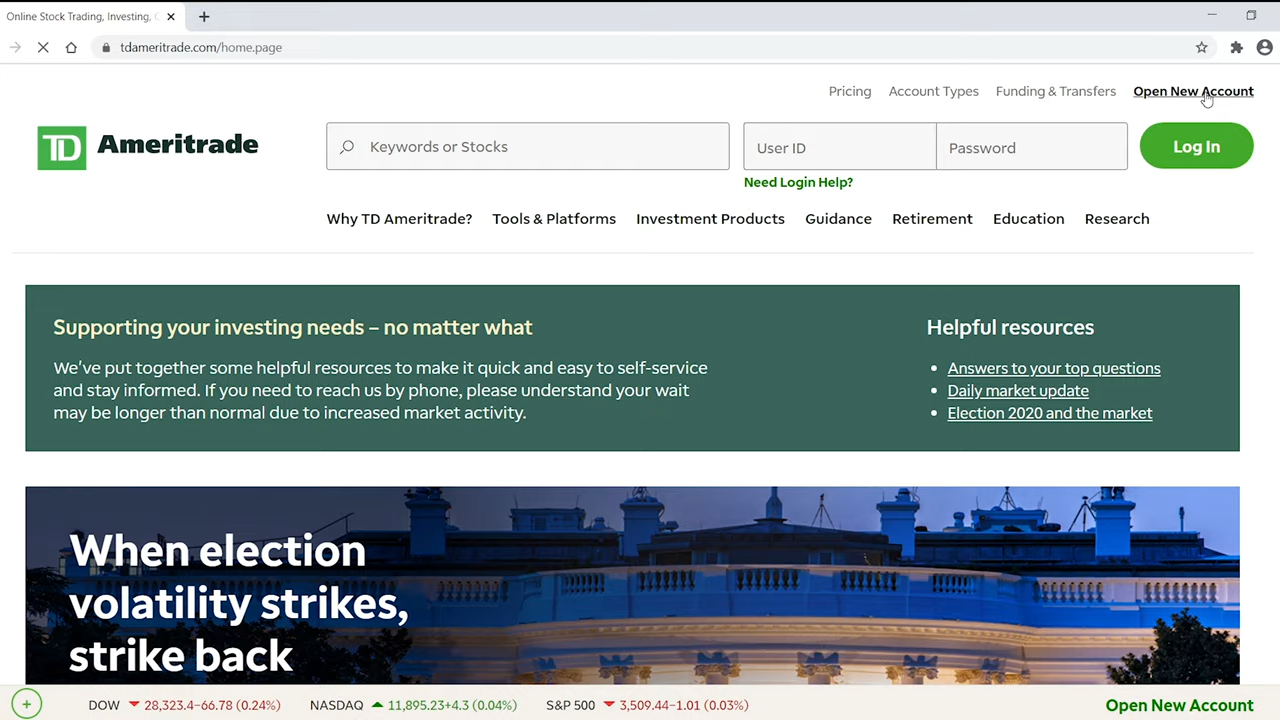 Online Stock Trading, Investing,
tdameritrade.com/home.page
Pricing Account Types Funding & Transfers Open New Account
TD Ameritrade
Keywords or Stocks
User ID
Password
Log In
Need Login Help?
Why TD Ameritrade? Tools & Platforms Investment Products Guidance Retirement Education Research
Supporting your investing needs – no matter what
We've put together some helpful resources to make it quick and easy to self-service
and stay informed. If you need to reach us by phone, please understand your wait
may be longer than normal due to increased market activity.
Helpful resources
Answers to your top questions
Daily market update
Election 2020 and the market
When election
volatility strikes,
strike back
DOW 28,323.4-66.78 (0.24%) NASDAQ 11,895.23+4.3 (0.04%) S&P 500 3,509.44-1.01 (0.03%) Open New Account